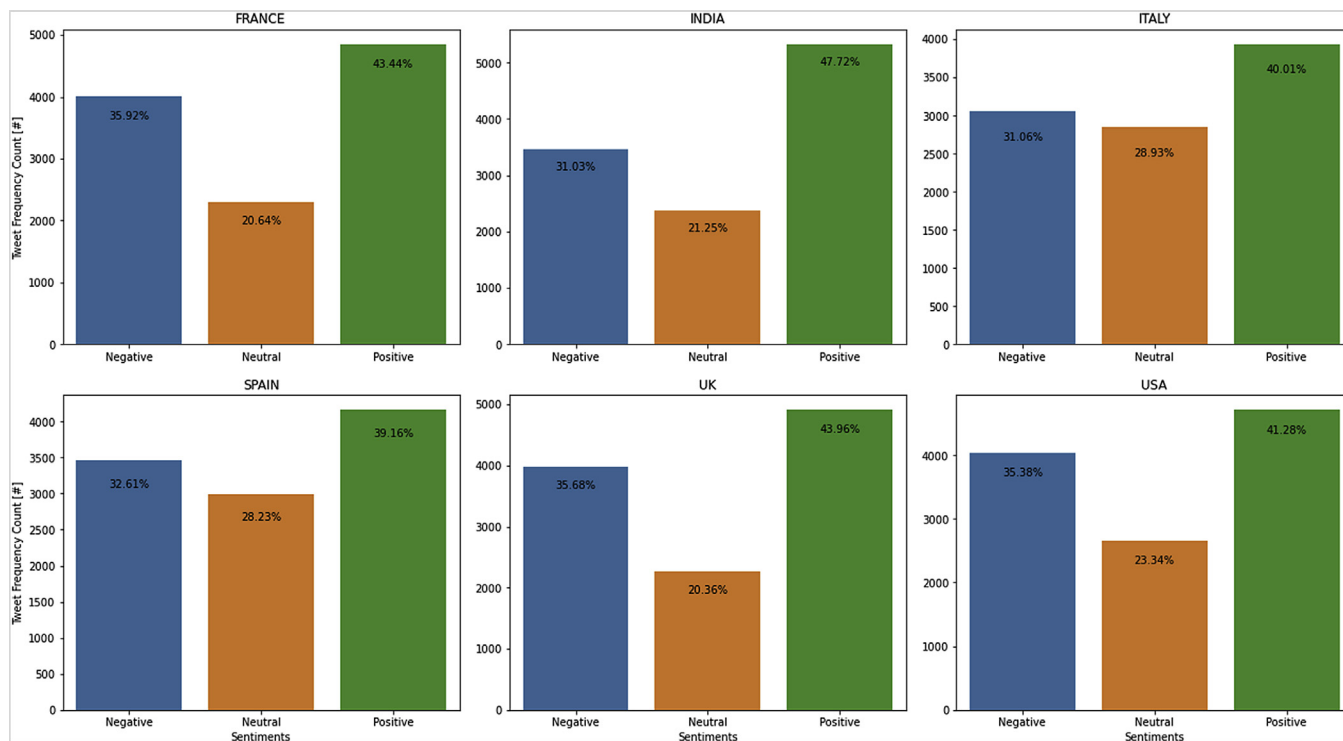 FRANCE
INDIA
ITALY
5000
4000
3000
2000
1000
0
Tweet Frequency Count [#]
35.92%
20.64%
43.44%
Negative
Neutral
Positive
5000
4000
3000
2000
1000
0
31.03%
21.25%
47.72%
Negative
Neutral
Positive
4000
3500
3000
2500
2000
1500
1000
500
0
31.06%
28.93%
40.01%
Negative
Neutral
Positive
SPAIN
UK
USA
4000
3500
3000
2500
2000
1500
1000
500
0
Tweet Frequency Count [#]
32.61%
28.23%
39.16%
Negative
Neutral
Positive
Sentiments
5000
4000
3000
2000
1000
0
35.68%
20.36%
43.96%
Negative
Neutral
Positive
Sentiments
4000
3000
2000
1000
0
35.38%
23.34%
41.28%
Negative
Neutral
Positive
Sentiments